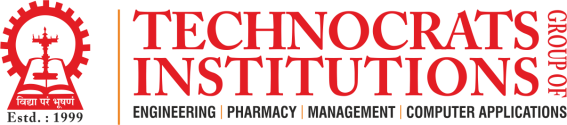 विद्या परं भूषणं
Estd. : 1999
TECHNOCRATS
INSTITUTIONS
GROUP OF
ENGINEERING | PHARMACY | MANAGEMENT | COMPUTER APPLICATIONS